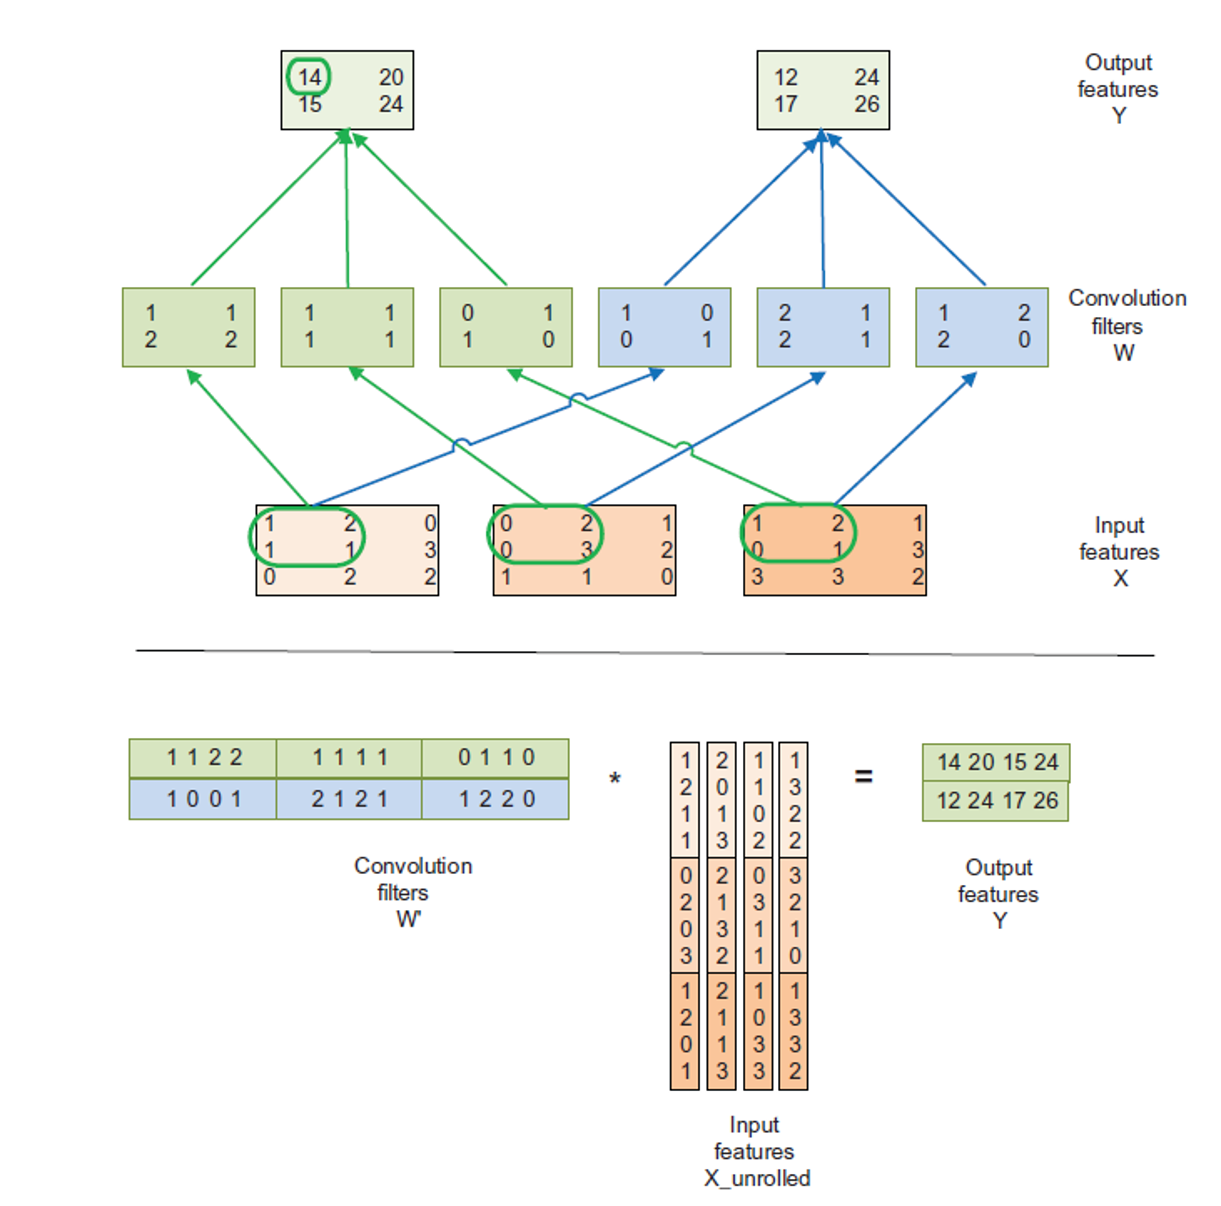 14 20 12 24 Output
15 24 17 26 features
Y
1 1 1 1 0 1 1 0 2 1 1 2 Convolution
2 2 1 1 1 0 0 1 2 1 2 0 filters
W
1 2 0 0 2 1 1 2 1 Input
1 1 3 0 3 2 0 1 3 features
0 2 2 1 1 0 3 3 2 X
1 1 2 2 1 1 1 1 0 1 1 0
1 0 0 1 2 1 2 1 1 2 2 0
Convolution
filters
W'
*
1 2 1 1
2 0 1 3
1 1 0 2
1 3 2 2
0 2 0 3
2 1 3 2
0 3 1 1
3 2 1 0
1 2 1 1
2 1 0 3
0 1 3 3
1 3 3 2
Input
features
X_unrolled
=
14 20 15 24
12 24 17 26
Output
features
Y